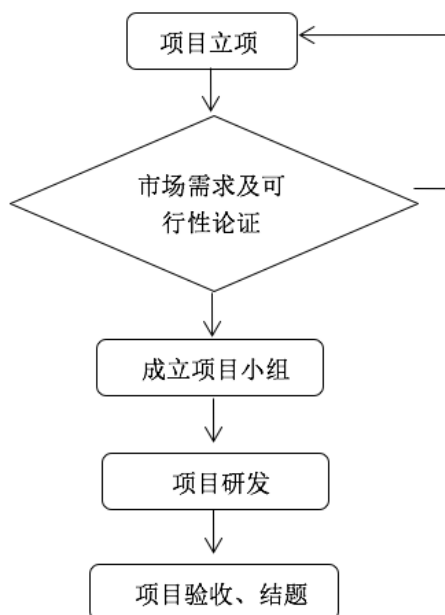 项目立项
市场需求及可
行性论证
成立项目小组
项目研发
项目验收、结题